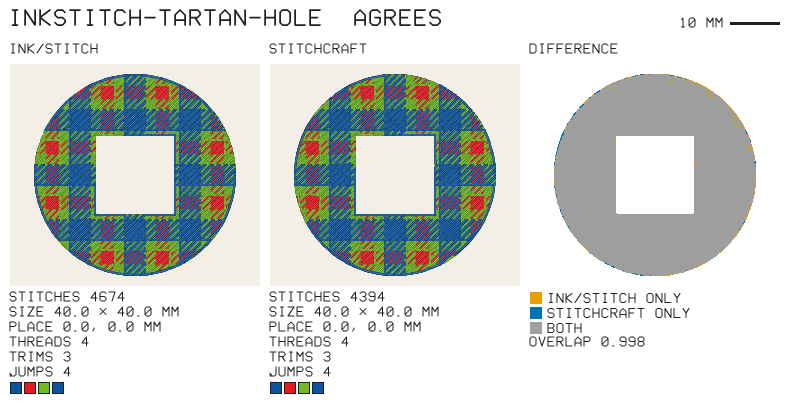 INKSTITCH-TARTAN-HOLE AGREES
10 MM
INK/STITCH
STITCHES 4674
SIZE 40.0 × 40.0 MM
PLACE 0.0, 0.0 MM
THREADS 4
TRIMS 3
JUMPS 4
STITCHCRAFT
STITCHES 4394
SIZE 40.0 × 40.0 MM
PLACE 0.0, 0.0 MM
THREADS 4
TRIMS 3
JUMPS 4
DIFFERENCE
INK/STITCH ONLY
STITCHCRAFT ONLY
BOTH
OVERLAP 0.998